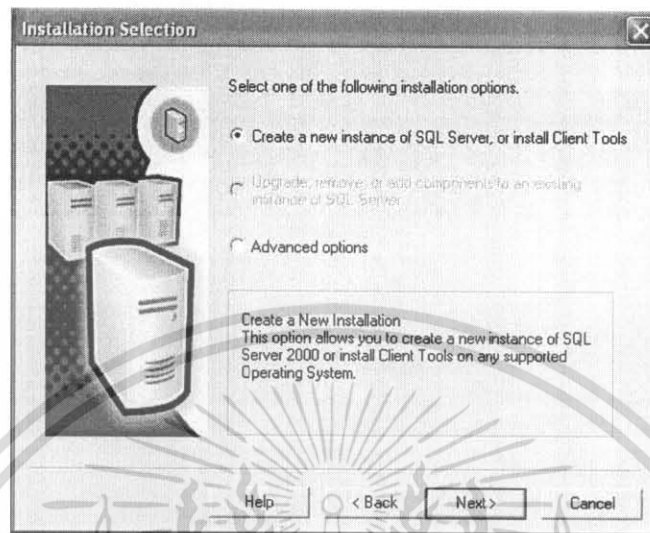 Installation Selection
Select one of the following installation options.
Create a new instance of SQL Server, or install Client Tools
Upgrade, remove, or add components to an existing
instance of SQL Server
Advanced options
Create a New Installation
This option allows you to create a new instance of SQL
Server 2000 or install Client Tools on any supported
Operating System.
Help
< Back
Next >
Cancel